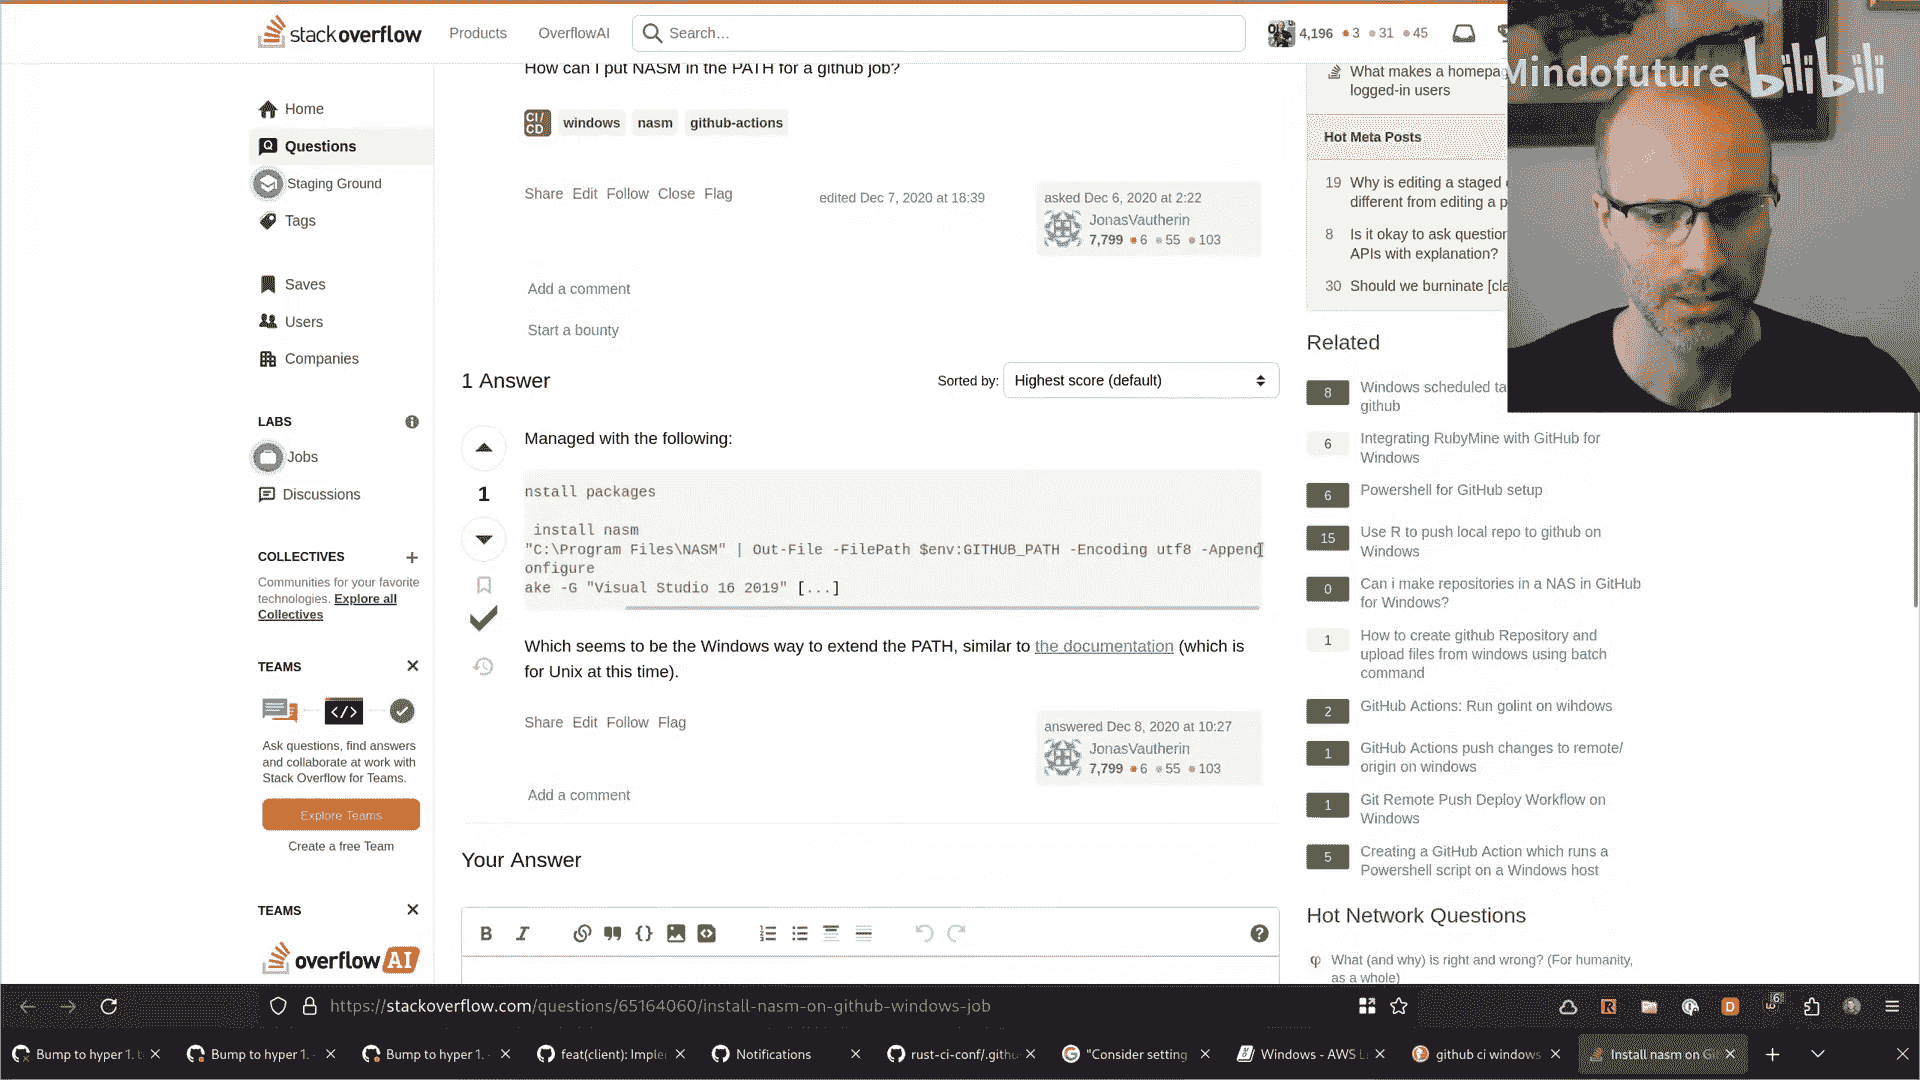 stackoverflow
Products
OverflowAI
Search…
4,196
3
31
45
Mindofuture bilibili
Home
Questions
Staging Ground
Tags
Saves
Users
Companies
LABS
Jobs
Discussions
COLLECTIVES
Communities for your favorite
technologies. Explore all
Collectives
TEAMS
</>
Ask questions, find answers
and collaborate at work with
Stack Overflow for Teams.
Explore Teams
Create a free Team
TEAMS
overflow AI
How can I put NASM in the PATH for a github job?
CI/
CD
windows
nasm
github-actions
Share Edit Follow Close Flag
edited Dec 7, 2020 at 18:39
asked Dec 6, 2020 at 2:22
JonasVautherin
7,799 6 55 103
Add a comment
Start a bounty
1 Answer
Sorted by:
Highest score (default)
1
Managed with the following:
nstall packages
install nasm
"C:\Program Files\NASM" | Out-File -FilePath $env:GITHUB_PATH -Encoding utf8 -Append
onfigure
ake -G "Visual Studio 16 2019" [...]
Which seems to be the Windows way to extend the PATH, similar to the documentation (which is
for Unix at this time).
Share Edit Follow Flag
answered Dec 8, 2020 at 10:27
JonasVautherin
7,799 6 55 103
Add a comment
Your Answer
B I
What makes a homepa
logged-in users
Hot Meta Posts
19 Why is editing a staged
different from editing a p
8 Is it okay to ask question
APIs with explanation?
30 Should we burninate [cla
Related
8 Windows scheduled ta
github
6 Integrating RubyMine with GitHub for
Windows
6 Powershell for GitHub setup
15 Use R to push local repo to github on
Windows
0 Can i make repositories in a NAS in GitHub
for Windows?
1 How to create github Repository and
upload files from windows using batch
command
2 GitHub Actions: Run golint on wihdows
1 GitHub Actions push changes to remote/
origin on windows
1 Git Remote Push Deploy Workflow on
Windows
5 Creating a GitHub Action which runs a
Powershell script on a Windows host
Hot Network Questions
φ What (and why) is right and wrong? (For humanity,
as a whole)
https://stackoverflow.com/questions/65164060/install-nasm-on-github-windows-job
6
Bump to hyper 1. b
Bump to hyper 1. ·
Bump to hyper 1. ·
feat(client): Imple
Notifications
rust-ci-conf/.githu
"Consider setting
Windows - AWS L
github ci windows
Install nasm on Gi